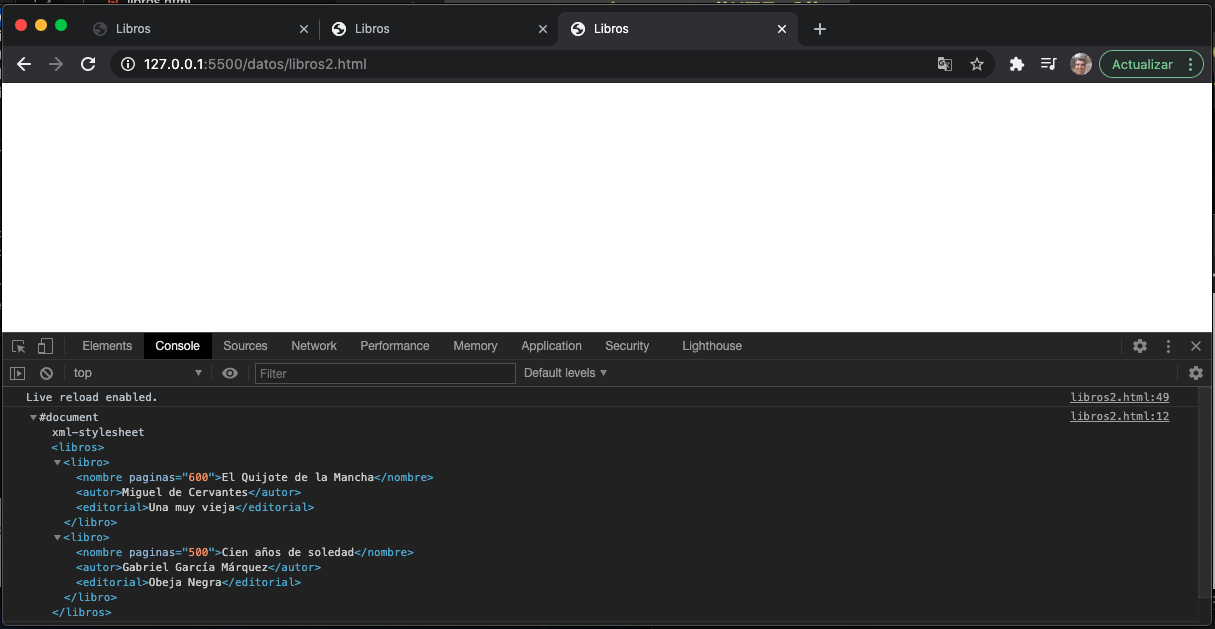 libros.html
Libros
Libros
Libros
127.0.0.1:5500/datos/libros2.html
Actualizar
Elements Console Sources Network Performance Memory Application Security Lighthouse
top Filter Default levels
Live reload enabled. libros2.html:49
#document libros2.html:12
xml-stylesheet
<libros>
<libro>
<nombre paginas="600">El Quijote de la Mancha</nombre>
<autor>Miguel de Cervantes</autor>
<editorial>Una muy vieja</editorial>
</libro>
<libro>
<nombre paginas="500">Cien años de soledad</nombre>
<autor>Gabriel García Márquez</autor>
<editorial>Obeja Negra</editorial>
</libro>
</libros>